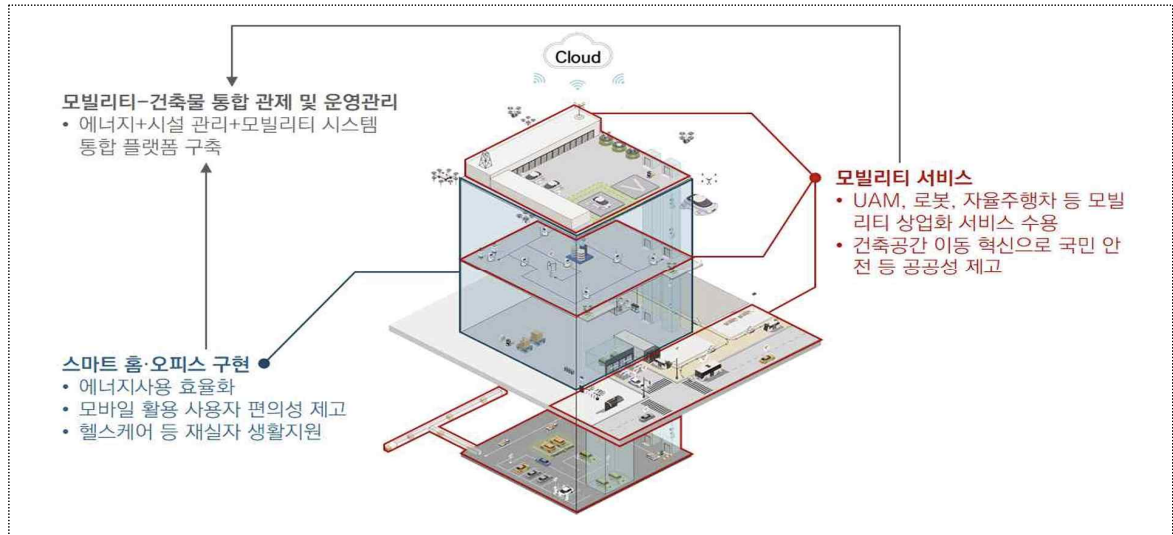 Cloud
모빌리티-건축물 통합 관제 및 운영관리
• 에너지+시설 관리+모빌리티 시스템
통합 플랫폼 구축
모빌리티 서비스
• UAM, 로봇, 자율주행차 등 모빌
리티 상업화 서비스 수용
• 건축공간 이동 혁신으로 국민 안
전 등 공공성 제고
스마트 홈·오피스 구현
• 에너지사용 효율화
• 모바일 활용 사용자 편의성 제고
• 헬스케어 등 재실자 생활지원